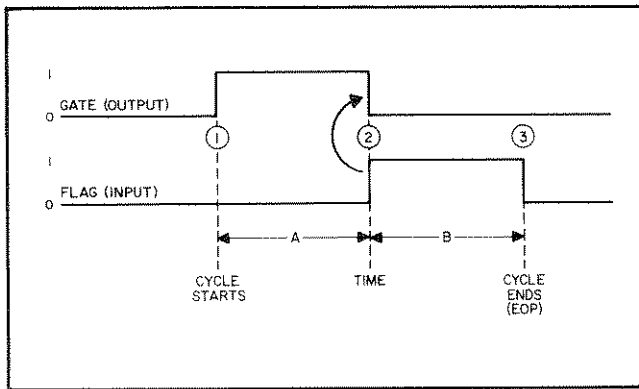 1
GATE (OUTPUT)
0
1 2 3
1
FLAG (INPUT)
0
A B
CYCLE STARTS
TIME
CYCLE ENDS (EOP)